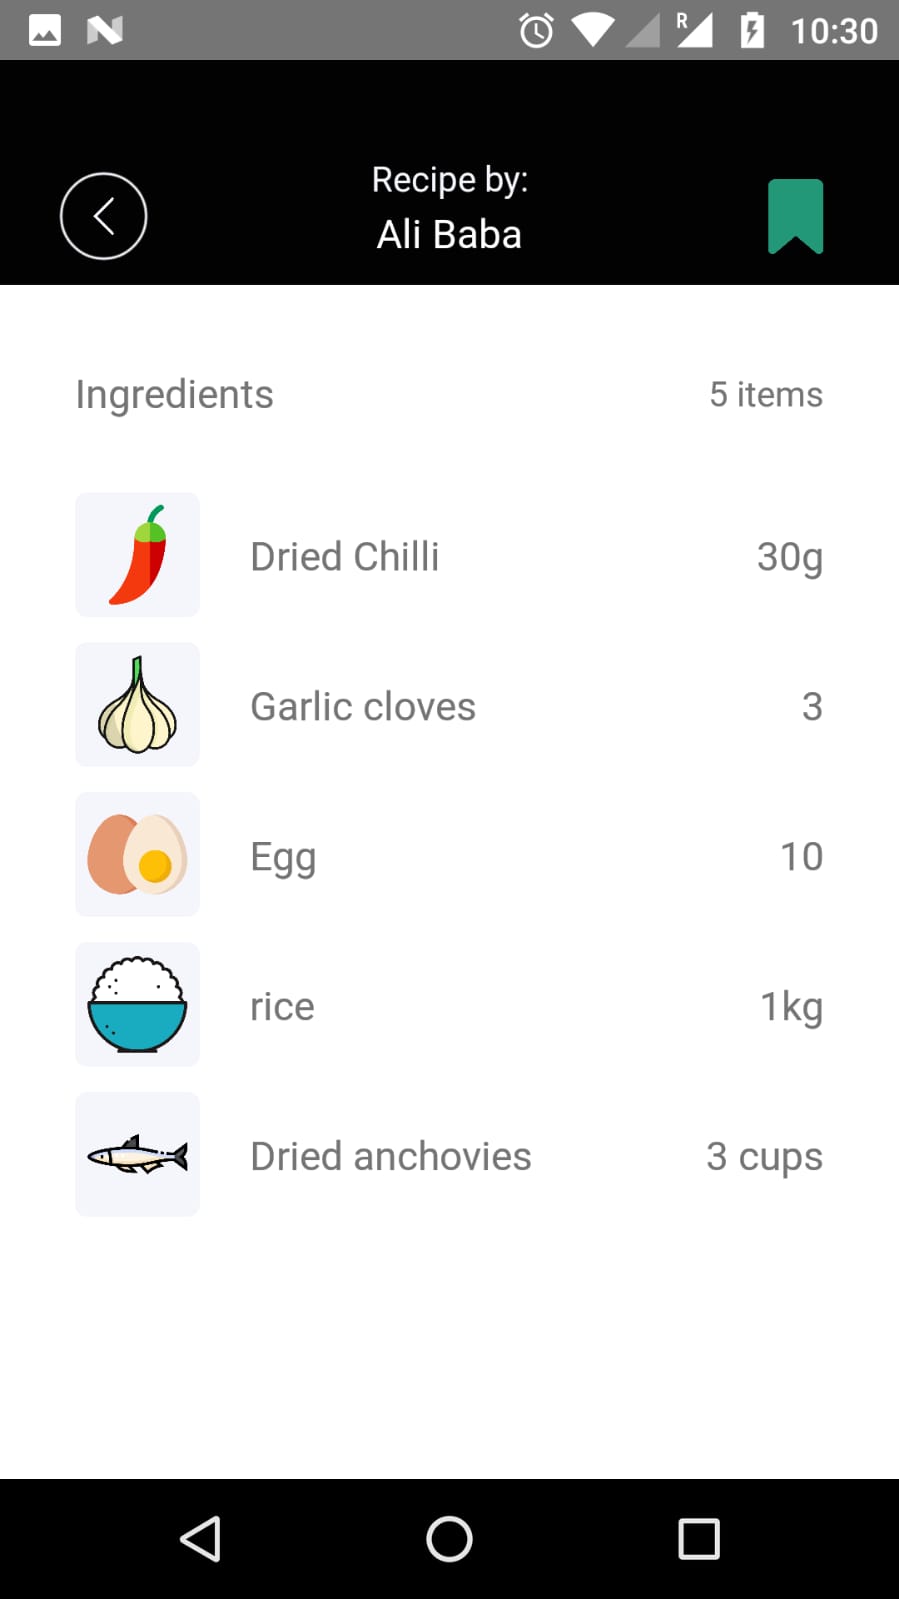 R
10:30
Recipe by:
Ali Baba
Ingredients
5 items
Dried Chilli
30g
Garlic cloves
3
Egg
10
rice
1kg
Dried anchovies
3 cups